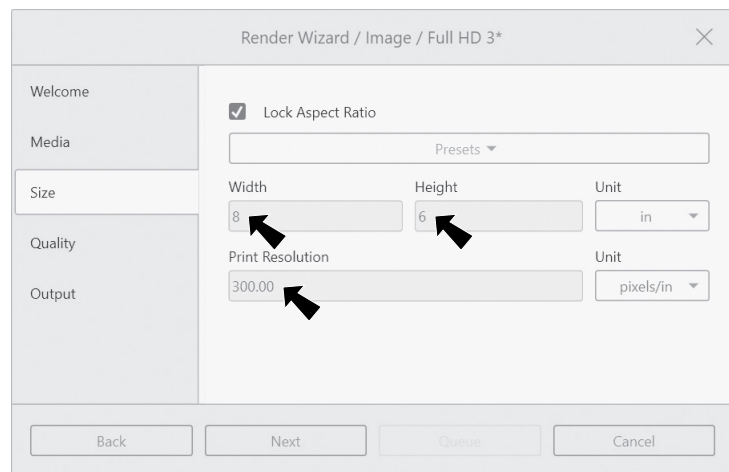 Render Wizard / Image / Full HD 3*
Welcome
Media
Size
Quality
Output
Lock Aspect Ratio
Presets
Width Height Unit
8 6 in
Print Resolution Unit
300.00 pixels/in
Back Next Queue Cancel